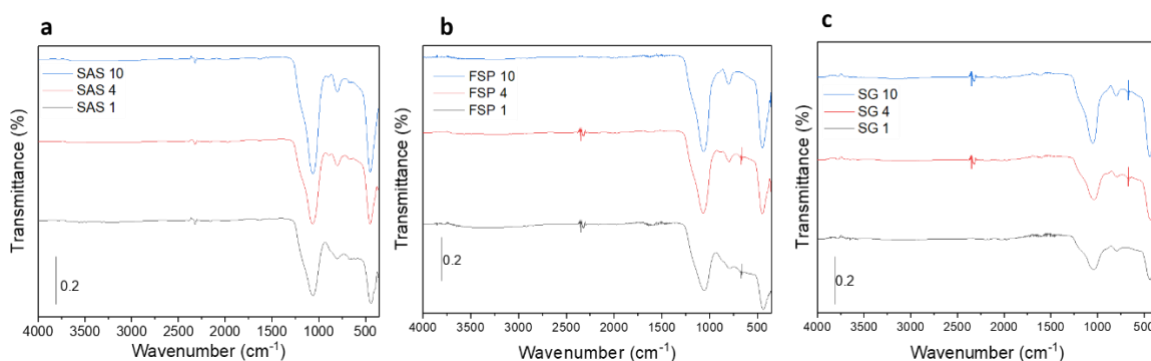 a
SAS 10
SAS 4
SAS 1
0.2
Transmittance (%)
4000 3500 3000 2500 2000 1500 1000 500
Wavenumber (cm⁻¹)
b
FSP 10
FSP 4
FSP 1
0.2
Transmittance (%)
4000 3500 3000 2500 2000 1500 1000 500
Wavenumber (cm⁻¹)
c
SG 10
SG 4
SG 1
0.2
Transmittance (%)
4000 3500 3000 2500 2000 1500 1000 500
Wavenumber (cm⁻¹)